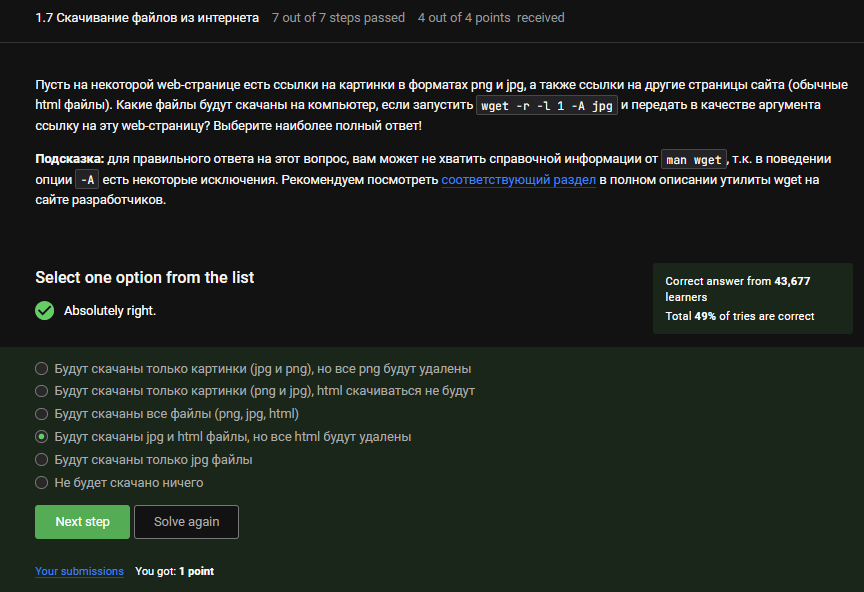 1.7 Скачивание файлов из интернета 7 out of 7 steps passed 4 out of 4 points received
Пусть на некоторой web-странице есть ссылки на картинки в форматах png и jpg, а также ссылки на другие страницы сайта (обычные
html файлы). Какие файлы будут скачаны на компьютер, если запустить wget -r -l 1 -A jpg и передать в качестве аргумента
ссылку на эту web-страницу? Выберите наиболее полный ответ!
Подсказка: для правильного ответа на этот вопрос, вам может не хватить справочной информации от man wget, т.к. в поведении
опции -A есть некоторые исключения. Рекомендуем посмотреть соответствующий раздел в полном описании утилиты wget на
сайте разработчиков.
Select one option from the list
Absolutely right.
Correct answer from 43,677
learners
Total 49% of tries are correct
Будут скачаны только картинки (jpg и png), но все png будут удалены
Будут скачаны только картинки (png и jpg), html скачиваться не будут
Будут скачаны все файлы (png, jpg, html)
Будут скачаны jpg и html файлы, но все html будут удалены
Будут скачаны только jpg файлы
Не будет скачано ничего
Next step Solve again
Your submissions You got: 1 point